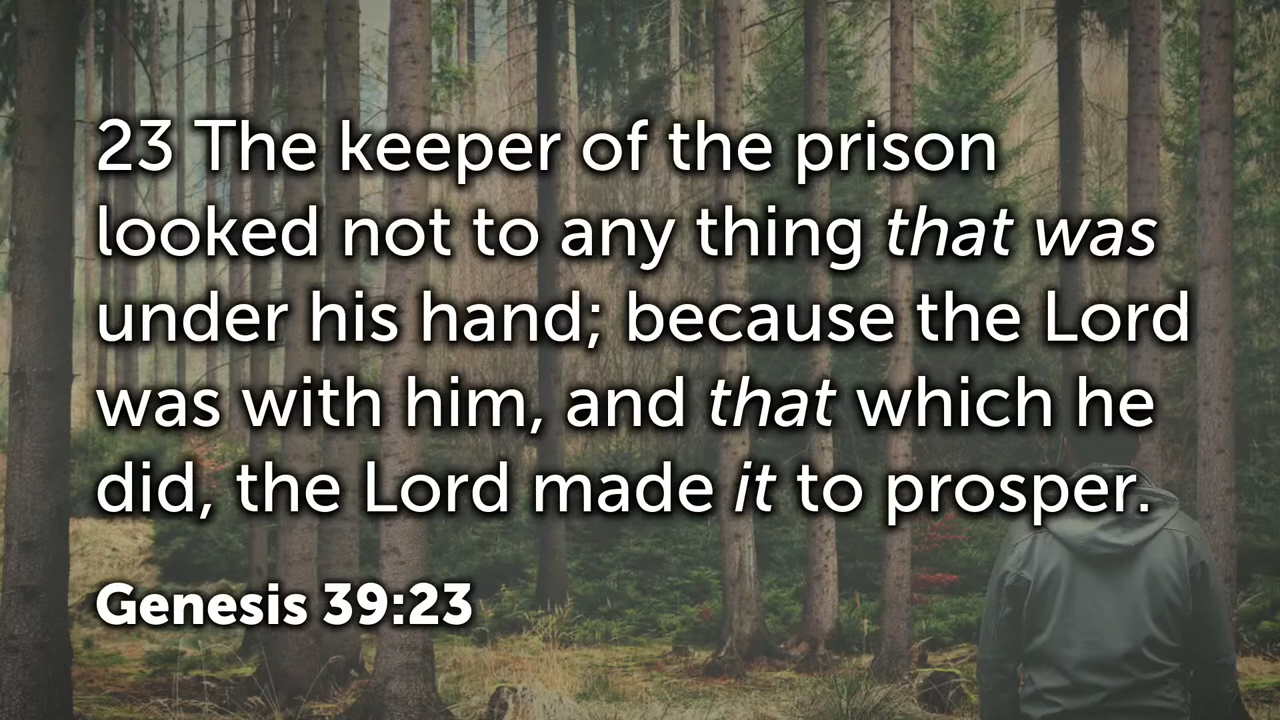 23 The keeper of the prison
looked not to any thing that was
under his hand; because the Lord
was with him, and that which he
did, the Lord made it to prosper.
Genesis 39:23